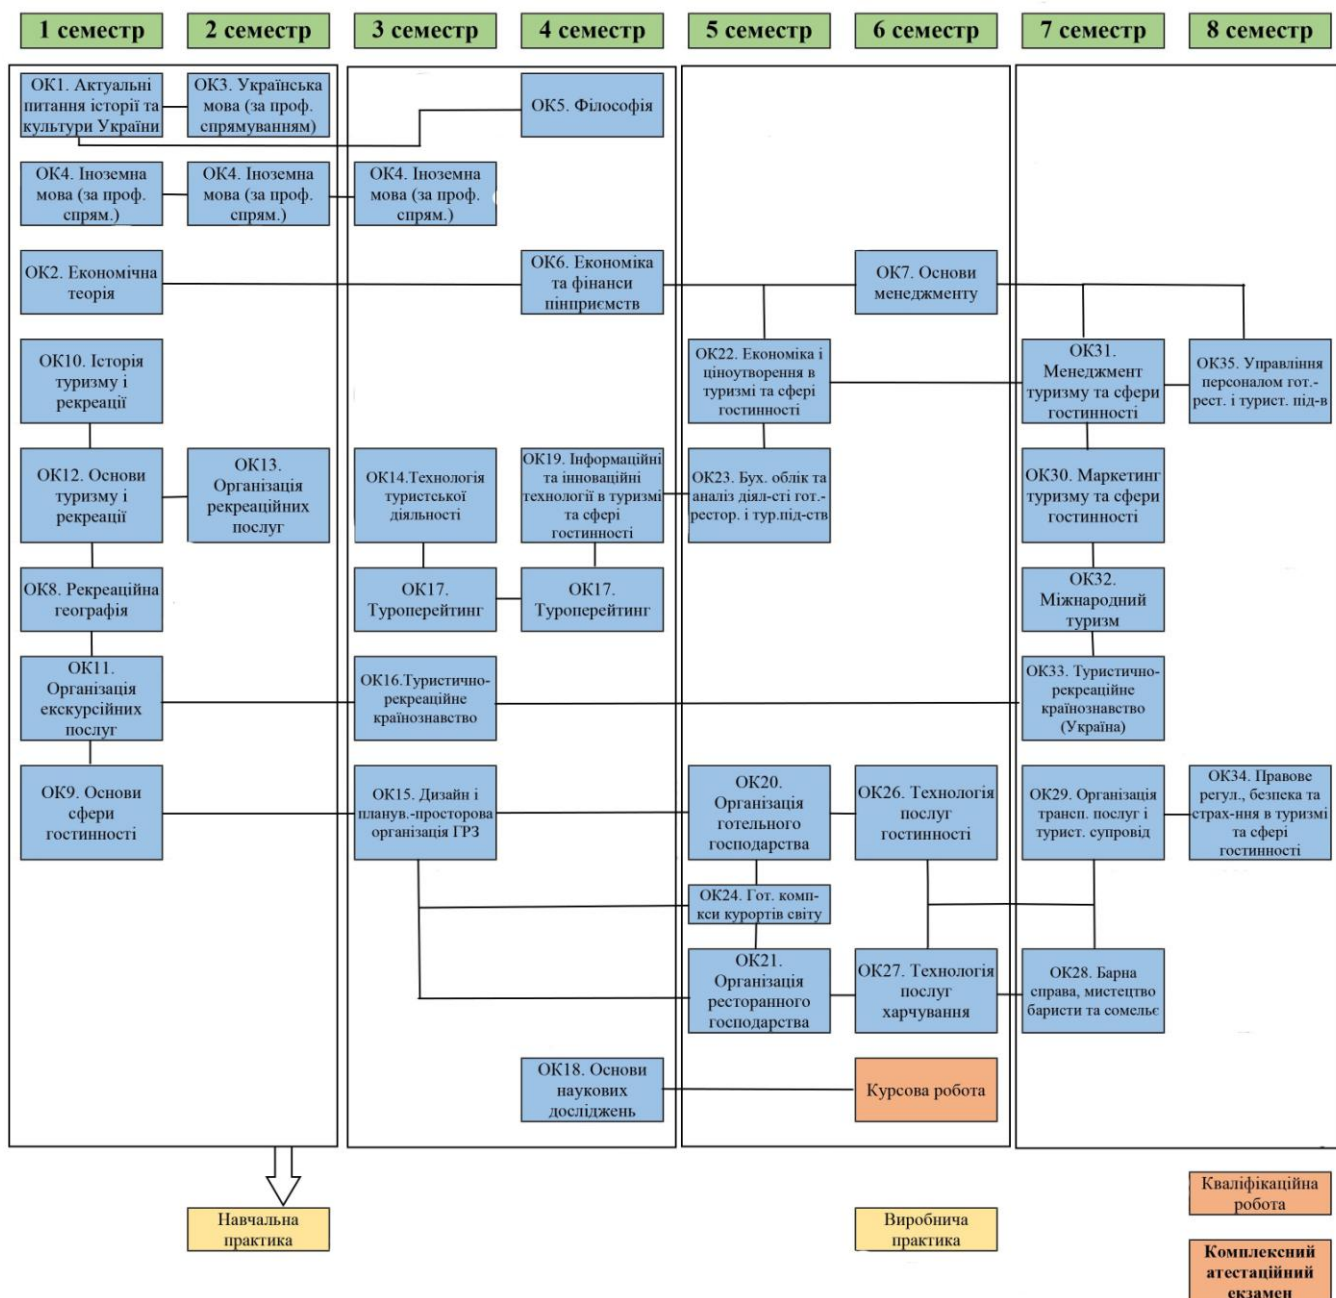 1 семестр
2 семестр
3 семестр
4 семестр
5 семестр
6 семестр
7 семестр
8 семестр
ОК1. Актуальні
питання історії та
культури України
ОК3. Українська
мова (за проф.
спрямуванням)
ОК5. Філософія
ОК4. Іноземна
мова (за проф.
спрям.)
ОК4. Іноземна
мова (за проф.
спрям.)
ОК4. Іноземна
мова (за проф.
спрям.)
ОК2. Економічна
теорія
ОК6. Економіка
та фінанси
пінприємств
ОК7. Основи
менеджменту
ОК10. Історія
туризму і
рекреації
ОК22. Економіка і
ціноутворення в
туризмі та сфері
гостинності
ОК31.
Менеджмент
туризму та сфери
гостинності
ОК35. Управління
персоналом гот.-
рест. і турист. під-в
ОК12. Основи
туризму і
рекреації
ОК13.
Організація
рекреаційних
послуг
ОК14.Технологія
туристської
діяльності
ОК19. Інформаційні
та інноваційні
технології в туризмі
та сфері
гостинності
ОК23. Бух. облік та
аналіз діял-сті гот.-
рестор. і тур.під-ств
ОК30. Маркетинг
туризму та сфери
гостинності
ОК8. Рекреаційна
географія
ОК17.
Туроперейтинг
ОК17.
Туроперейтинг
ОК32.
Міжнародний
туризм
ОК11.
Організація
екскурсійних
послуг
ОК16.Туристично-
рекреаційне
країнознавство
ОК33. Туристично-
рекреаційне
країнознавство
(Україна)
ОК9. Основи
сфери
гостинності
ОК15. Дизайн і
планув.-просторова
організація ГРЗ
ОК20.
Організація
готельного
господарства
ОК26. Технологія
послуг
гостинності
ОК29. Організація
трансп. послуг і
турист. супровід
ОК34. Правове
регул., безпека та
страх-ння в туризмі
та сфері
гостинності
ОК24. Гот. комп-
кси курортів світу
ОК21.
Організація
ресторанного
господарства
ОК27. Технологія
послуг
харчування
ОК28. Барна
справа, мистецтво
баристи та сомельє
ОК18. Основи
наукових
досліджень
Курсова робота
Навчальна
практика
Виробнича
практика
Кваліфікаційна
робота
Комплексний
атестаційний
екзамен